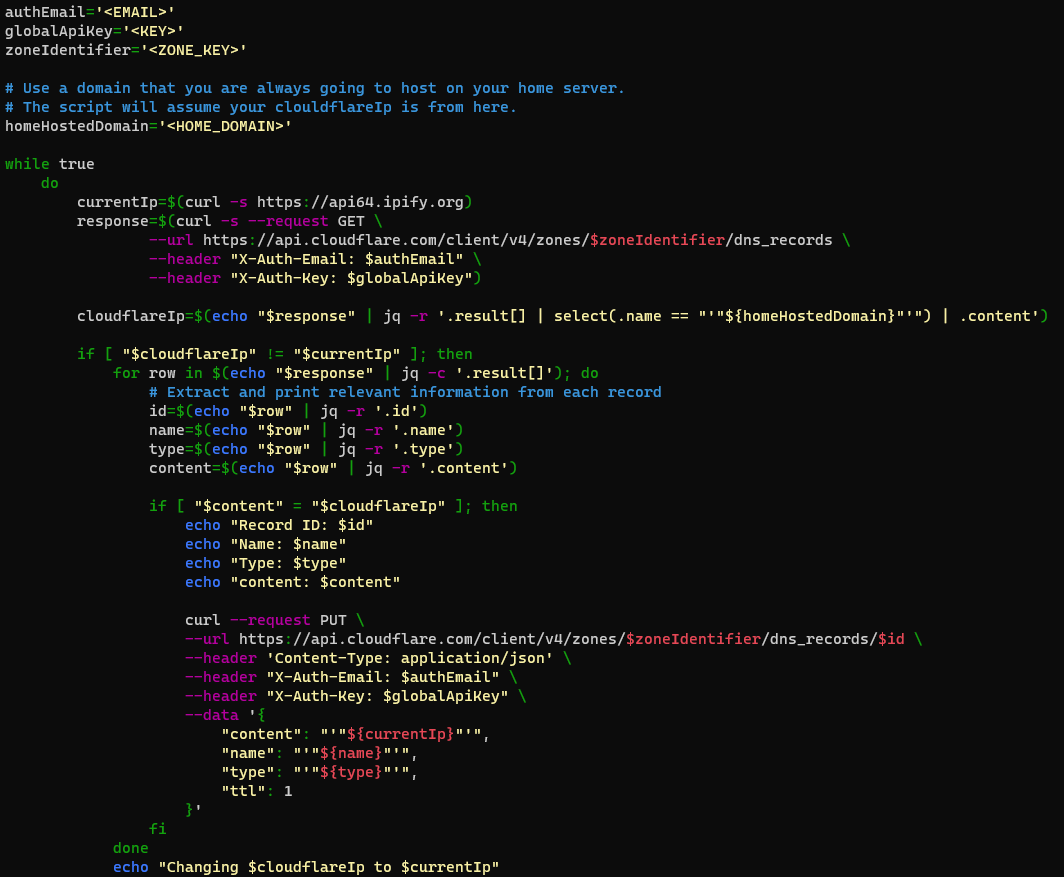 authEmail='<EMAIL>'
globalApiKey='<KEY>'
zoneIdentifier='<ZONE_KEY>'

# Use a domain that you are always going to host on your home server.
# The script will assume your clouldflareIp is from here.
homeHostedDomain='<HOME_DOMAIN>'

while true
    do
        currentIp=$(curl -s https://api64.ipify.org)
        response=$(curl -s --request GET \
                --url https://api.cloudflare.com/client/v4/zones/$zoneIdentifier/dns_records \
                --header "X-Auth-Email: $authEmail" \
                --header "X-Auth-Key: $globalApiKey")

        cloudflareIp=$(echo "$response" | jq -r '.result[] | select(.name == "'"${homeHostedDomain}"'") | .content')

        if [ "$cloudflareIp" != "$currentIp" ]; then
            for row in $(echo "$response" | jq -c '.result[]'); do
                # Extract and print relevant information from each record
                id=$(echo "$row" | jq -r '.id')
                name=$(echo "$row" | jq -r '.name')
                type=$(echo "$row" | jq -r '.type')
                content=$(echo "$row" | jq -r '.content')

                if [ "$content" = "$cloudflareIp" ]; then
                    echo "Record ID: $id"
                    echo "Name: $name"
                    echo "Type: $type"
                    echo "content: $content"

                    curl --request PUT \
                    --url https://api.cloudflare.com/client/v4/zones/$zoneIdentifier/dns_records/$id \
                    --header 'Content-Type: application/json' \
                    --header "X-Auth-Email: $authEmail" \
                    --header "X-Auth-Key: $globalApiKey" \
                    --data '{
                        "content": "'"${currentIp}"'",
                        "name": "'"${name}"'",
                        "type": "'"${type}"'",
                        "ttl": 1
                    }'
                fi
            done
            echo "Changing $cloudflareIp to $currentIp"